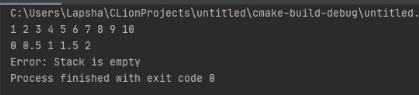 C:\Users\Lapsha\CLionProjects\untitled\cmake-build-debug\untitled.
1 2 3 4 5 6 7 8 9 10
0 0.5 1 1.5 2
Error: Stack is empty
Process finished with exit code 0